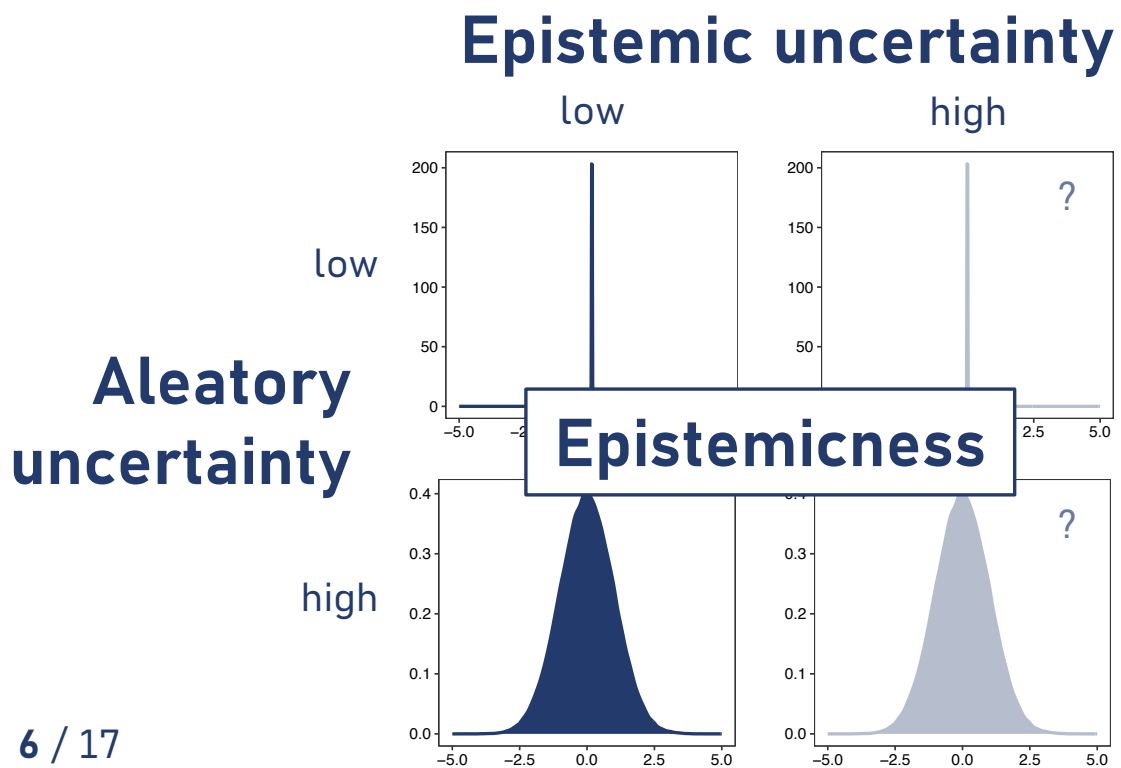 Epistemic uncertainty
low high
200 200 ?
150 150
low
100 100
50 50
Aleatory
0 0
−5.0 2.5 5.0
Epistemicness
uncertainty
0.4
?
0.3 0.3
high
0.2 0.2
0.1 0.1
0.0 0.0
−5.0 −2.5 0.0 2.5 5.0 −5.0 −2.5 0.0 2.5 5.0
6 / 17